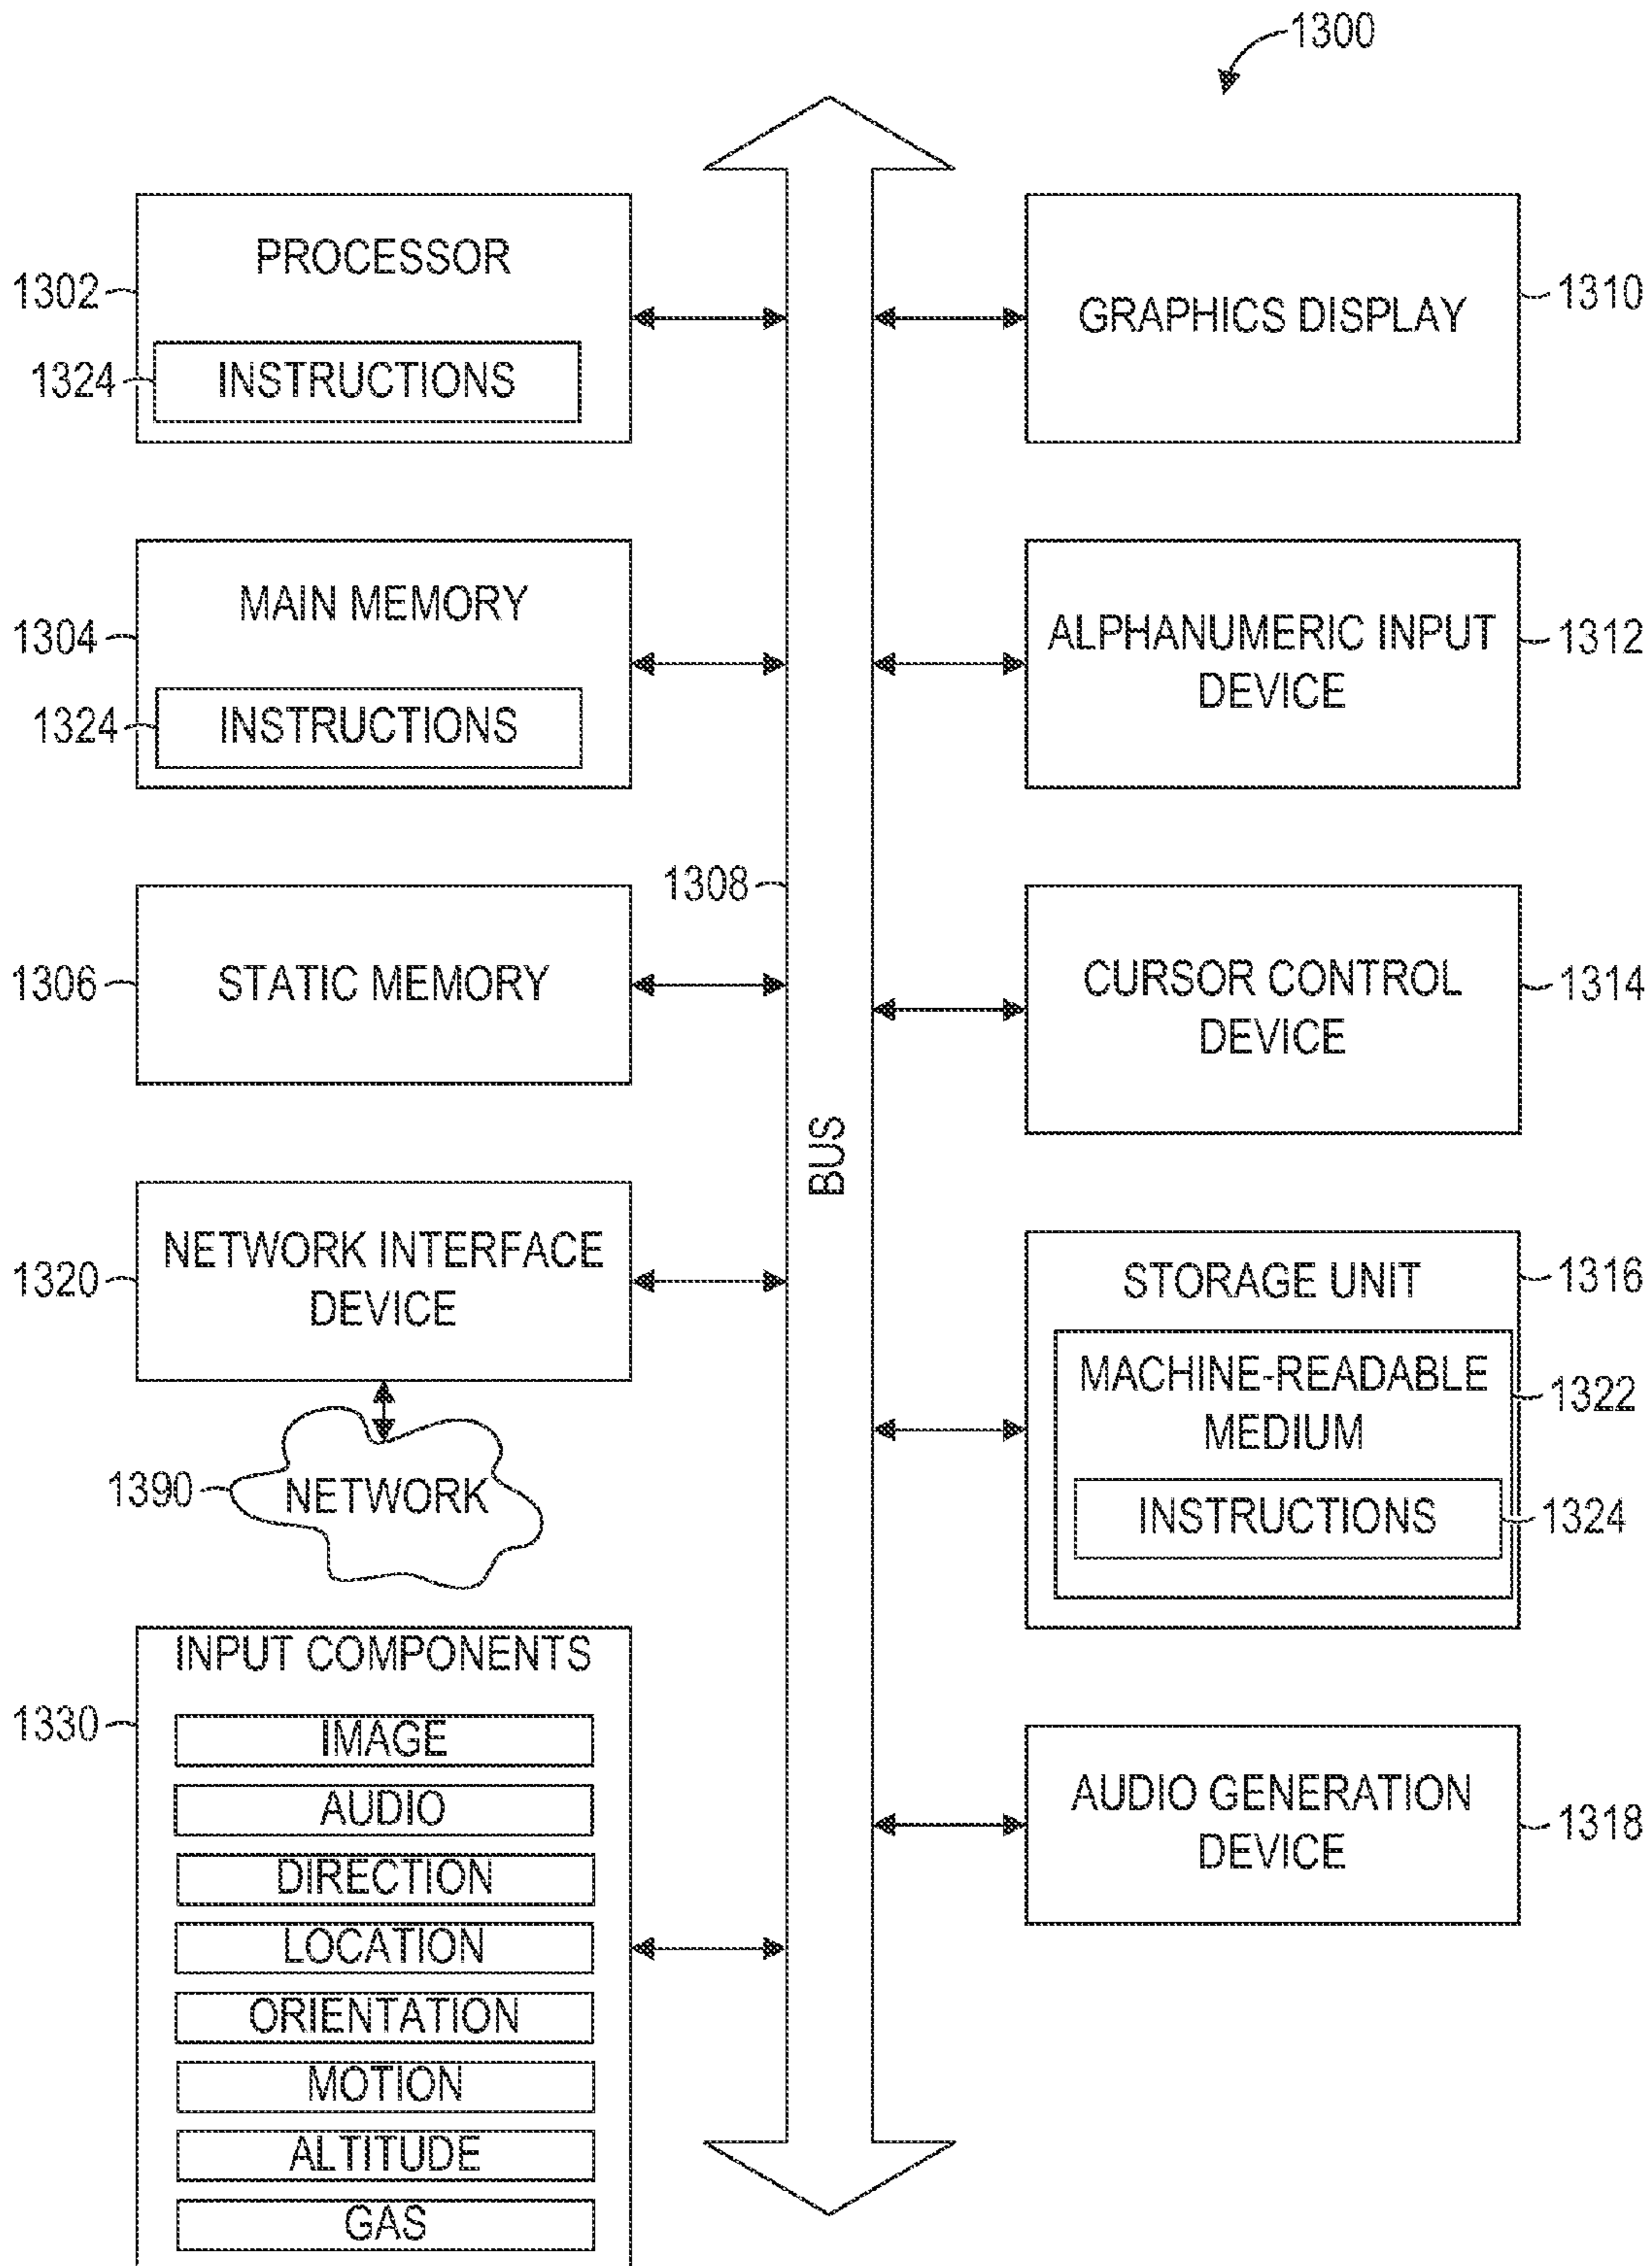 1300
PROCESSOR
1302
1324
INSTRUCTIONS
MAIN MEMORY
1304
1324
INSTRUCTIONS
1308
STATIC MEMORY
1306
NETWORK INTERFACE
DEVICE
1320
1390
NETWORK
INPUT COMPONENTS
1330
IMAGE
AUDIO
DIRECTION
LOCATION
ORIENTATION
MOTION
ALTITUDE
GAS
BUS
GRAPHICS DISPLAY
1310
ALPHANUMERIC INPUT
DEVICE
1312
CURSOR CONTROL
DEVICE
1314
STORAGE UNIT
1316
MACHINE-READABLE
MEDIUM
1322
INSTRUCTIONS
1324
AUDIO GENERATION
DEVICE
1318